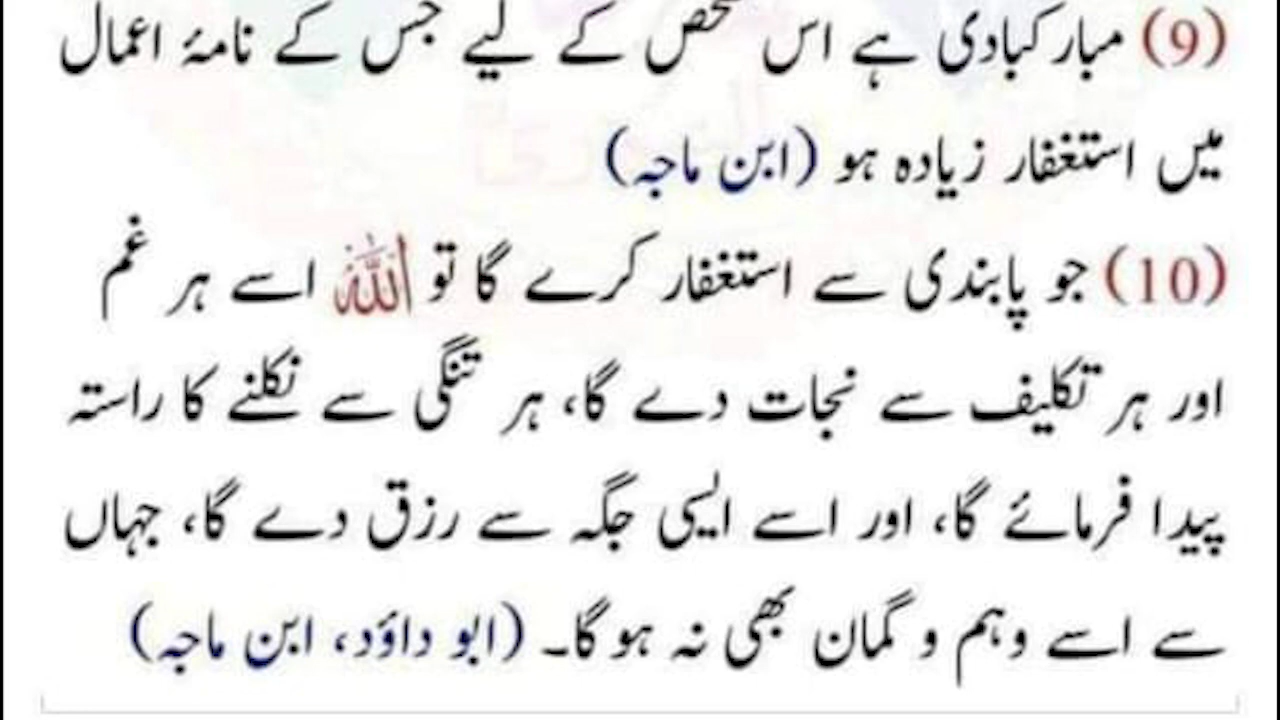 (9) مبارکبادی ہے اس شخص کے لیے جس کے نامۂ اعمال
میں استغفار زیادہ ہو (ابن ماجہ)
(10) جو پابندی سے استغفار کرے گا تو اللہ اسے ہر غم
اور ہر تکلیف سے نجات دے گا، ہر تنگی سے نکلنے کا راستہ
پیدا فرمائے گا، اور اسے ایسی جگہ سے رزق دے گا، جہاں
سے اسے وہم و گمان بھی نہ ہو گا۔ (ابو داؤد، ابن ماجہ)